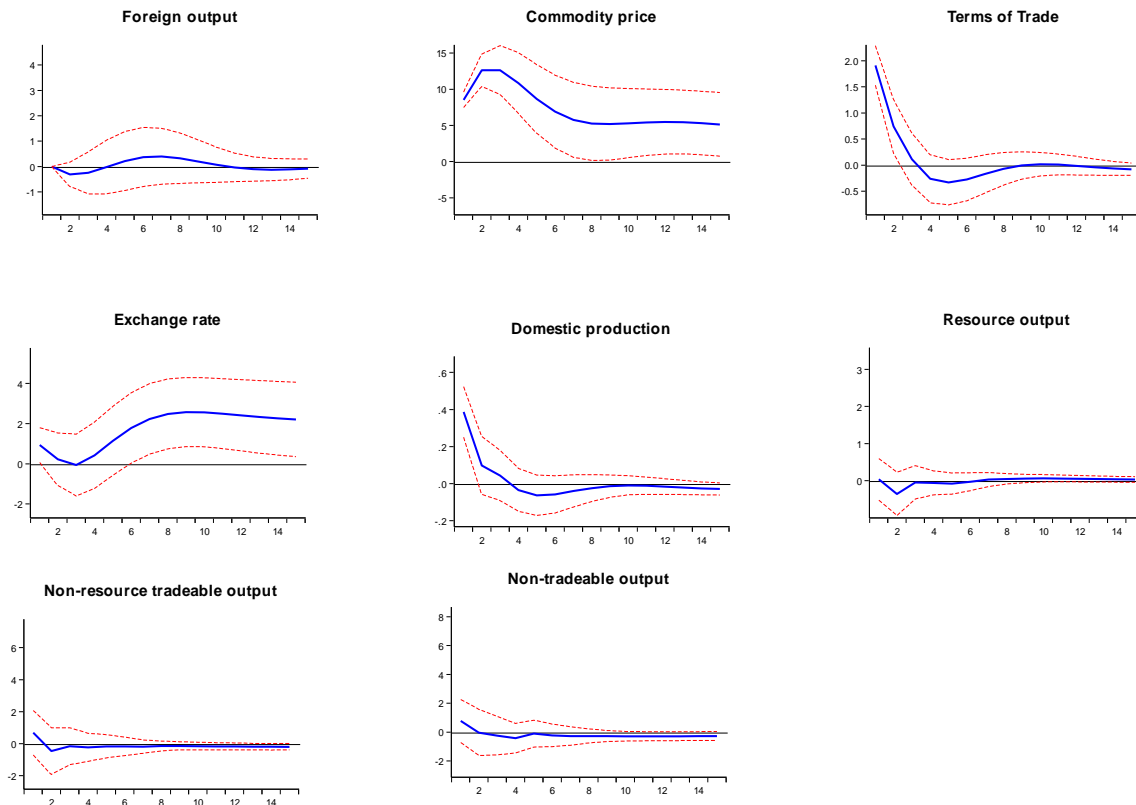 Foreign output
4
3
2
1
0
-1
2 4 6 8 10 12 14
Commodity price
15
10
5
0
-5
2 4 6 8 10 12 14
Terms of Trade
2.0
1.5
1.0
0.5
0.0
-0.5
2 4 6 8 10 12 14
Exchange rate
4
2
0
-2
2 4 6 8 10 12 14
Domestic production
.6
.4
.2
.0
-.2
2 4 6 8 10 12 14
Resource output
3
2
1
0
2 4 6 8 10 12 14
Non-resource tradeable output
6
4
2
0
-2
2 4 6 8 10 12 14
Non-tradeable output
8
6
4
2
0
-2
2 4 6 8 10 12 14